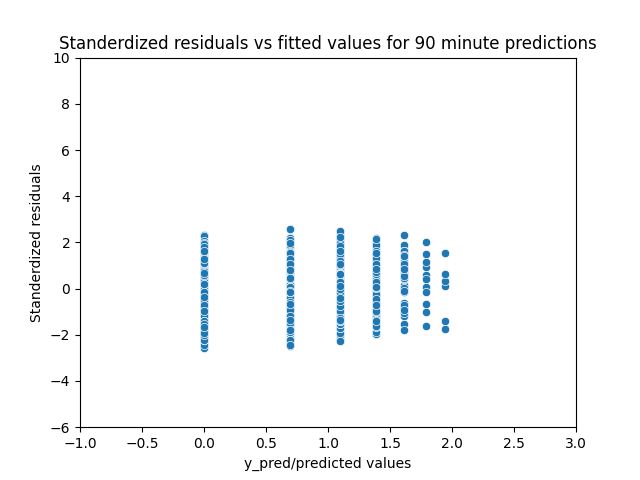 Standerdized residuals vs fitted values for 90 minute predictions
10
8
6
4
2
0
−2
−4
−6
Standerdized residuals
−1.0 −0.5 0.0 0.5 1.0 1.5 2.0 2.5 3.0
y_pred/predicted values